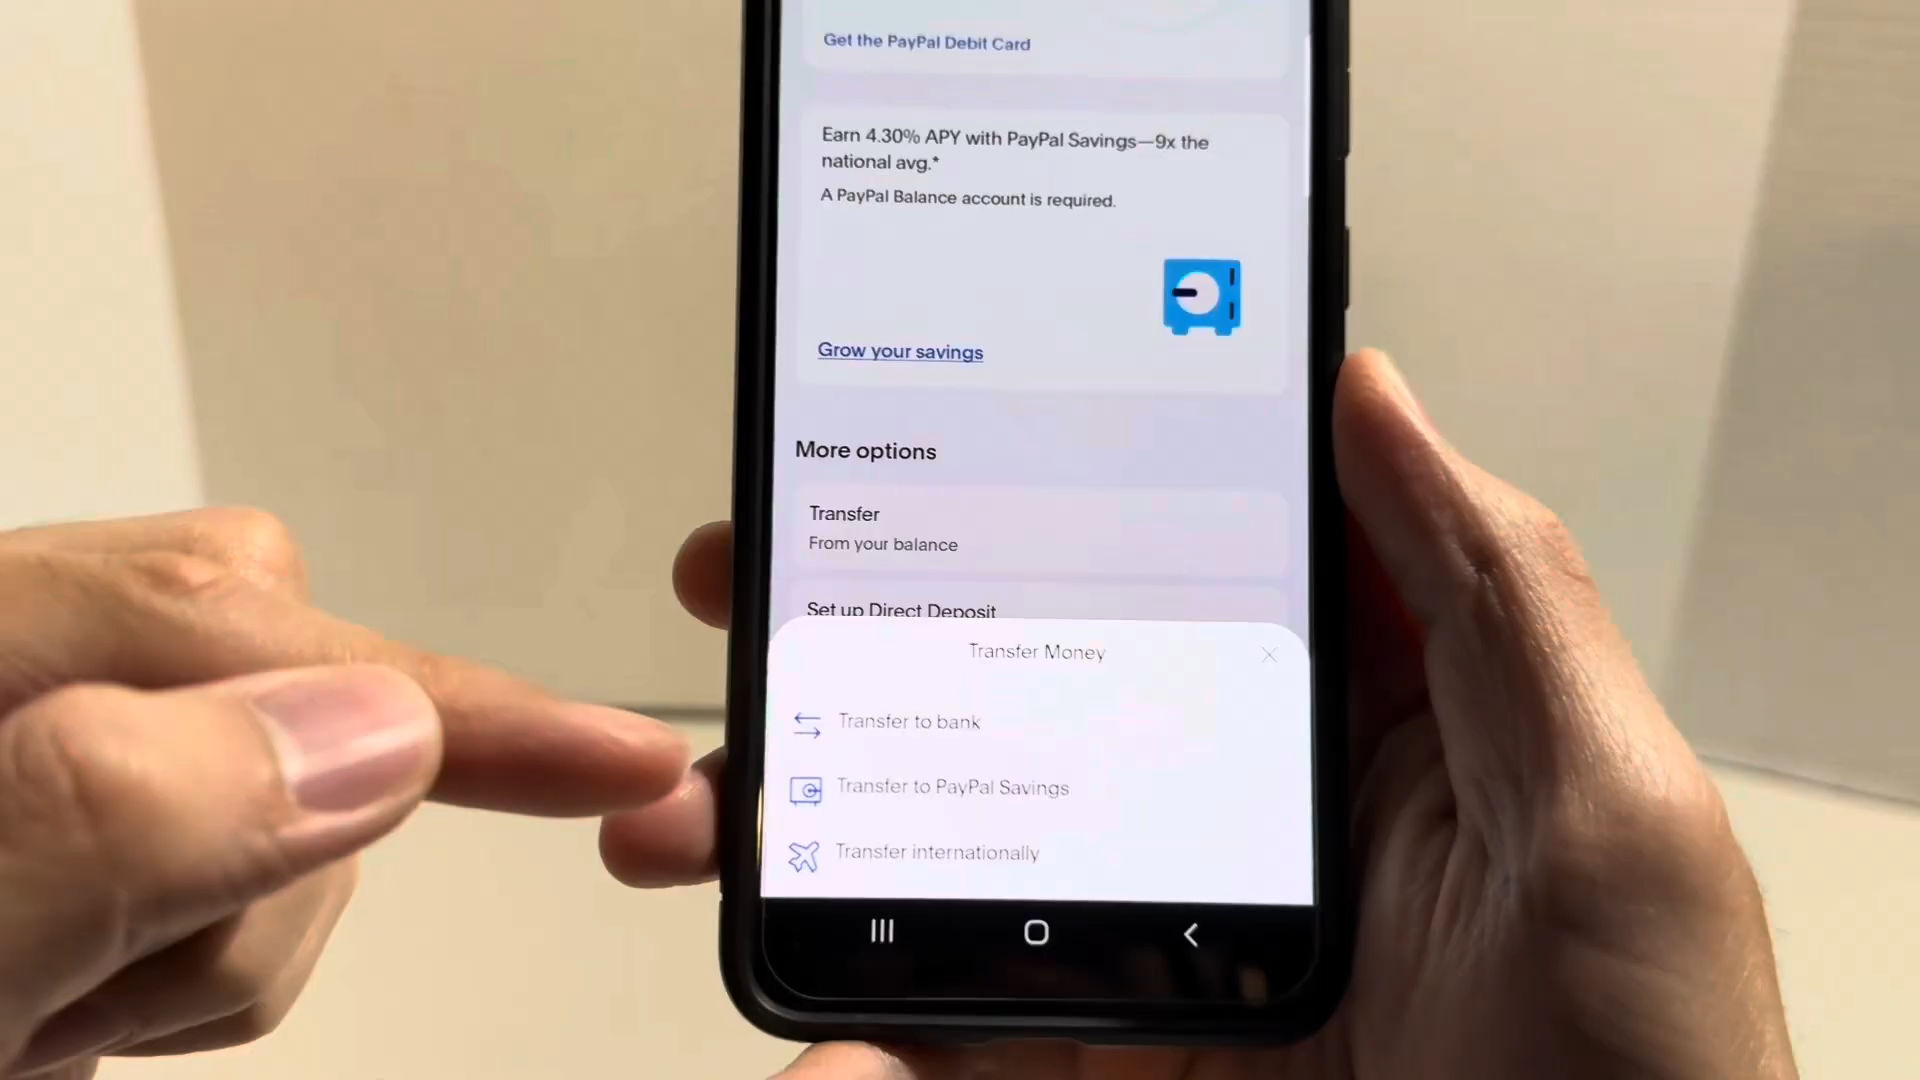 Get the PayPal Debit Card
Earn 4.30% APY with PayPal Savings—9x the
national avg.*
A PayPal Balance account is required.
Grow your savings
More options
Transfer
From your balance
Set up Direct Deposit
Transfer Money
Transfer to bank
Transfer to PayPal Savings
Transfer internationally